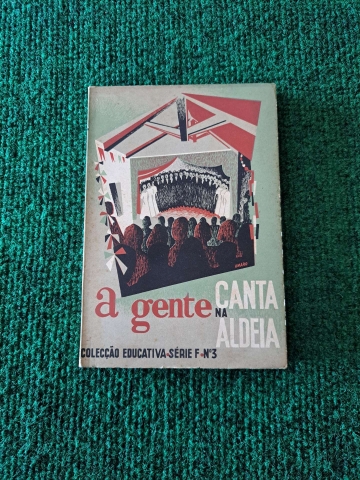 a gente CANTA
NA
ALDEIA
COLECÇÃO EDUCATIVA·SÉRIE F·Nº3